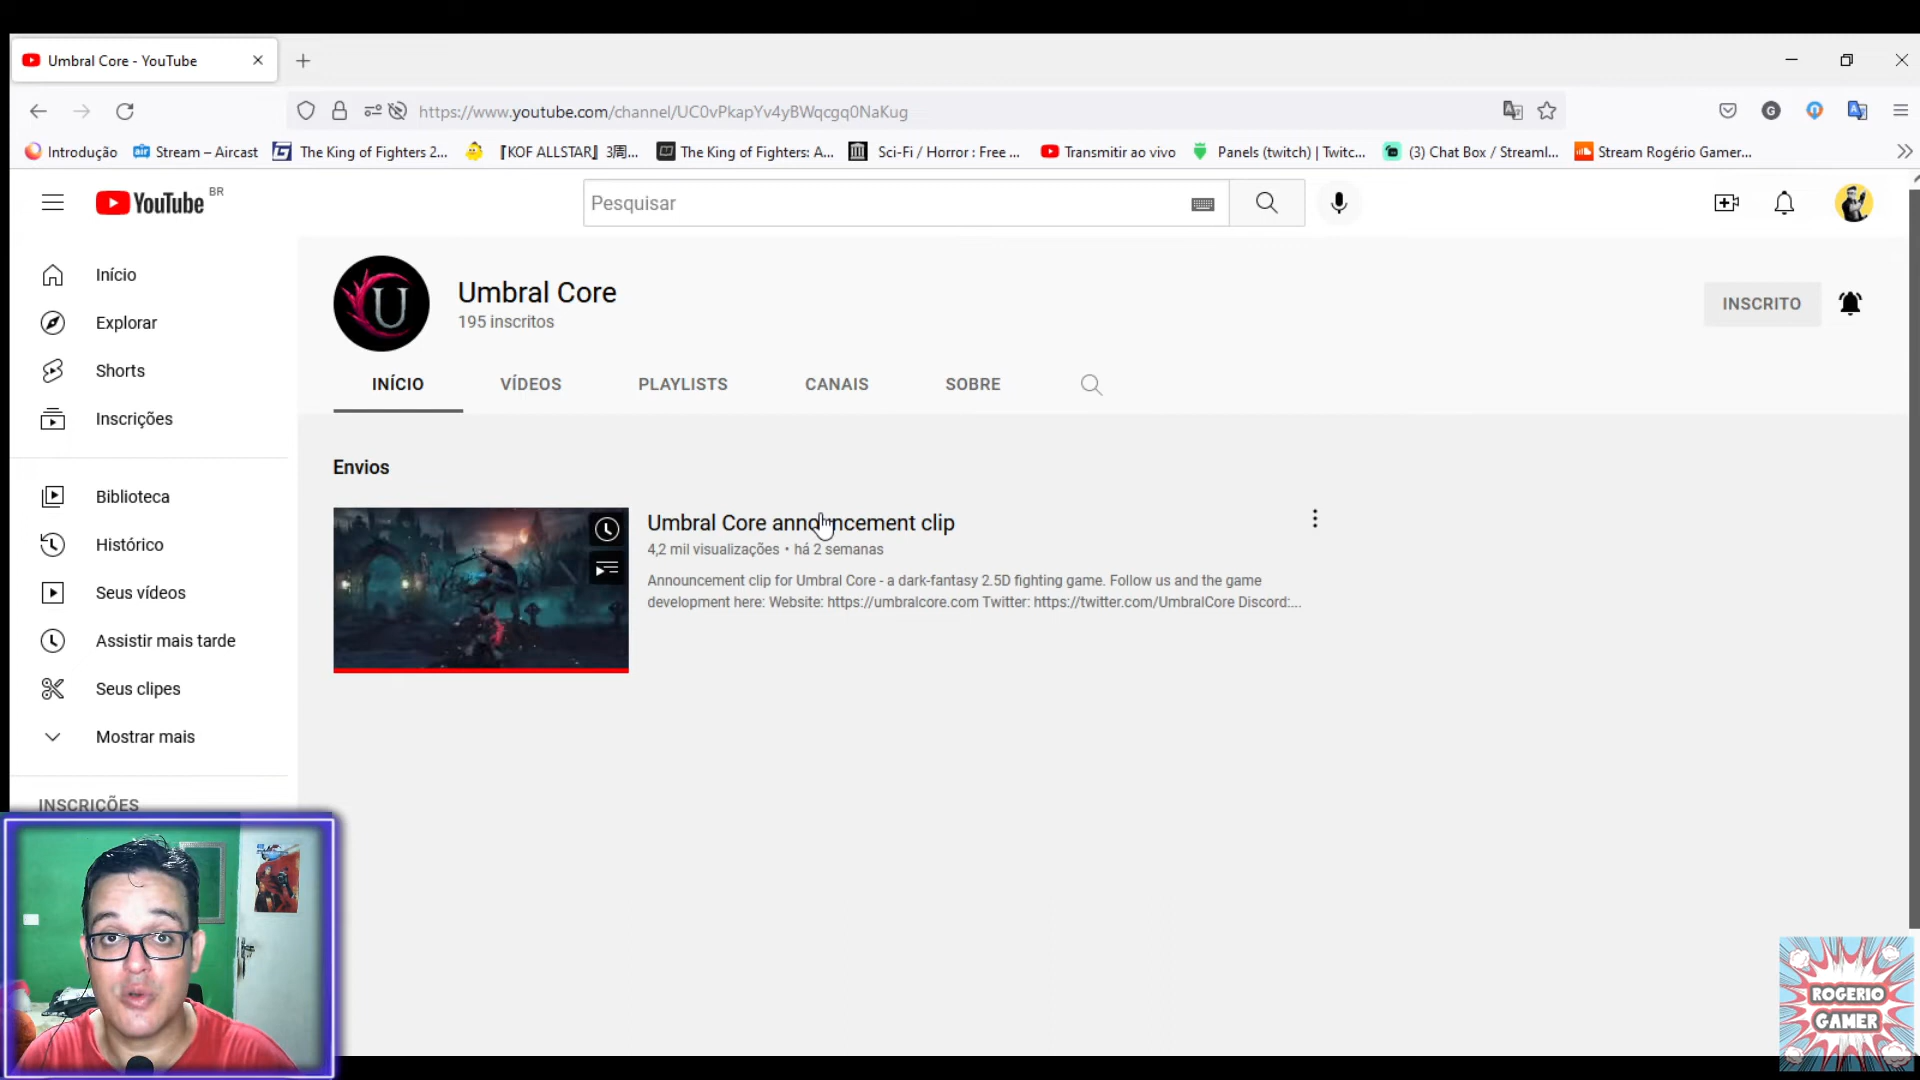 Umbral Core - YouTube
https://www.youtube.com/channel/UC0vPkapYv4yBWqcgq0NaKug
Introdução
air Stream – Aircast
The King of Fighters 2...
『KOF ALLSTAR』 3周...
The King of Fighters: A...
Sci-Fi / Horror : Free ...
Transmitir ao vivo
Panels (twitch) | Twitc...
(3) Chat Box / Streaml...
Stream Rogério Gamer...
YouTube BR
Pesquisar
Início
Explorar
Shorts
Inscrições
Biblioteca
Histórico
Seus vídeos
Assistir mais tarde
Seus clipes
Mostrar mais
INSCRIÇÕES
U
Umbral Core
195 inscritos
INSCRITO
INÍCIO
VÍDEOS
PLAYLISTS
CANAIS
SOBRE
Envios
Umbral Core announcement clip
4,2 mil visualizações • há 2 semanas
Announcement clip for Umbral Core - a dark-fantasy 2.5D fighting game. Follow us and the game
development here: Website: https://umbralcore.com Twitter: https://twitter.com/UmbralCore Discord:...
ROGERIO
GAMER